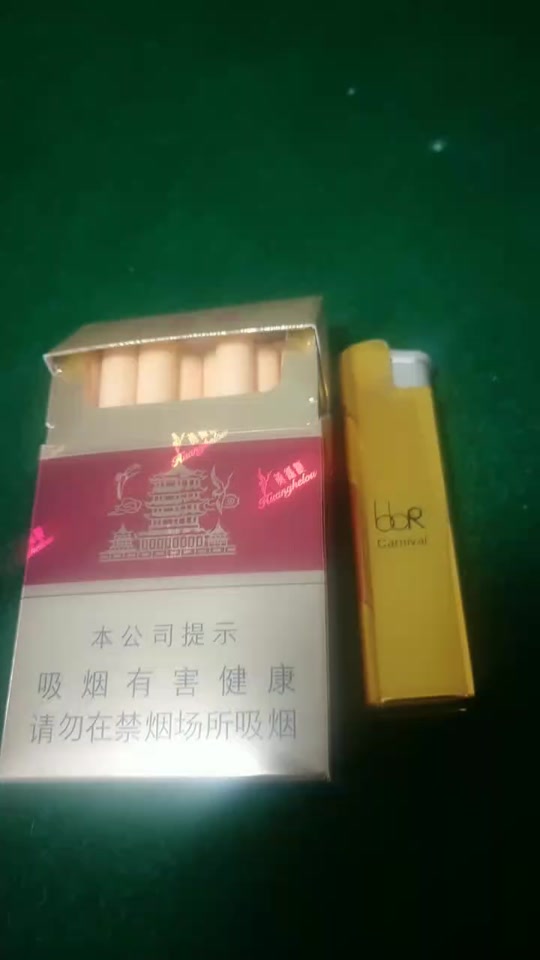 Huanghelou
本公司提示
吸烟有害健康
请勿在禁烟场所吸烟
baR
Carnival